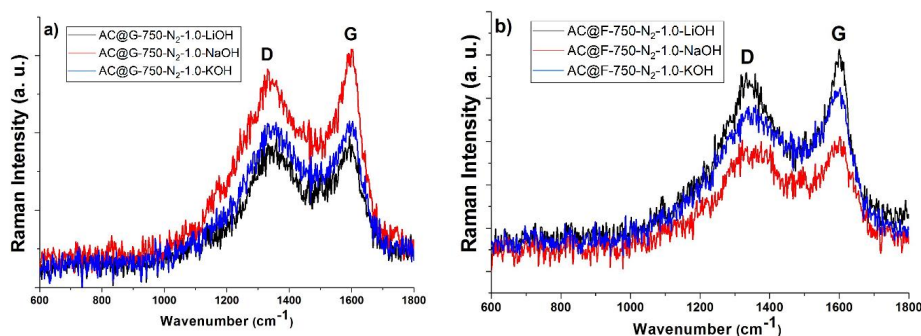 a)
AC@G-750-N₂-1.0-LiOH
AC@G-750-N₂-1.0-NaOH
AC@G-750-N₂-1.0-KOH
D
G
Raman Intensity (a. u.)
600 800 1000 1200 1400 1600 1800
Wavenumber (cm⁻¹)
b)
AC@F-750-N₂-1.0-LiOH
AC@F-750-N₂-1.0-NaOH
AC@F-750-N₂-1.0-KOH
D
G
Raman Intensity (a. u.)
600 800 1000 1200 1400 1600 1800
Wavenumber (cm⁻¹)